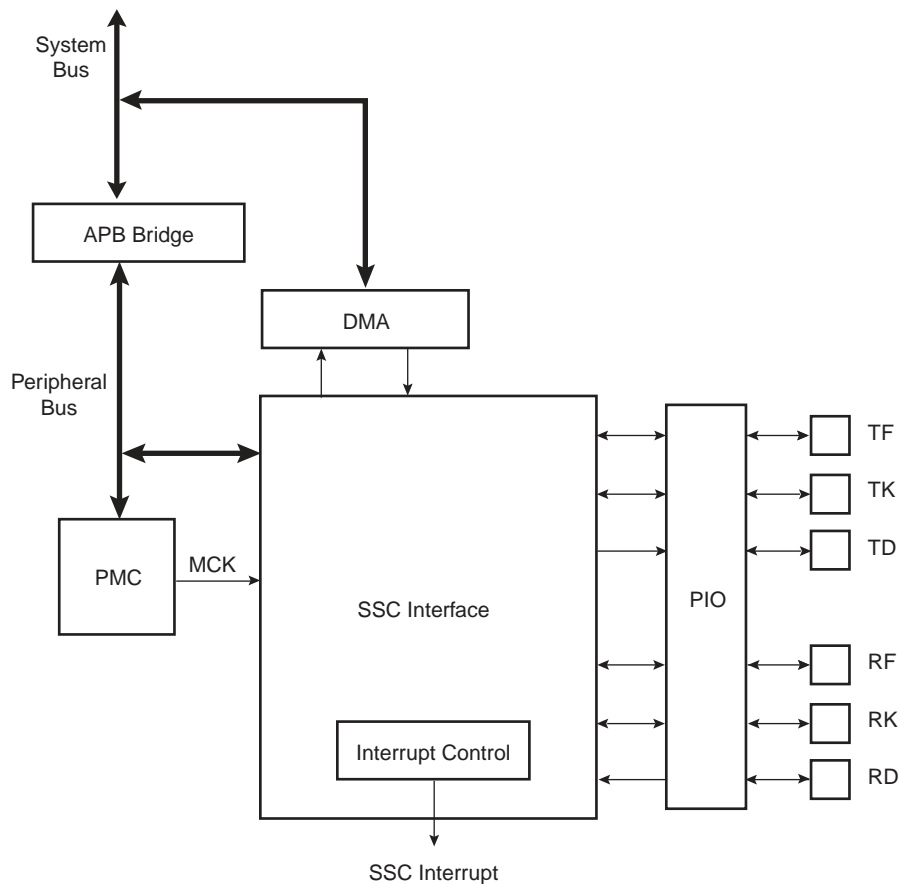 System
Bus
APB Bridge
DMA
Peripheral
Bus
TF
TK
TD
PMC
MCK
SSC Interface
PIO
RF
RK
RD
Interrupt Control
SSC Interrupt